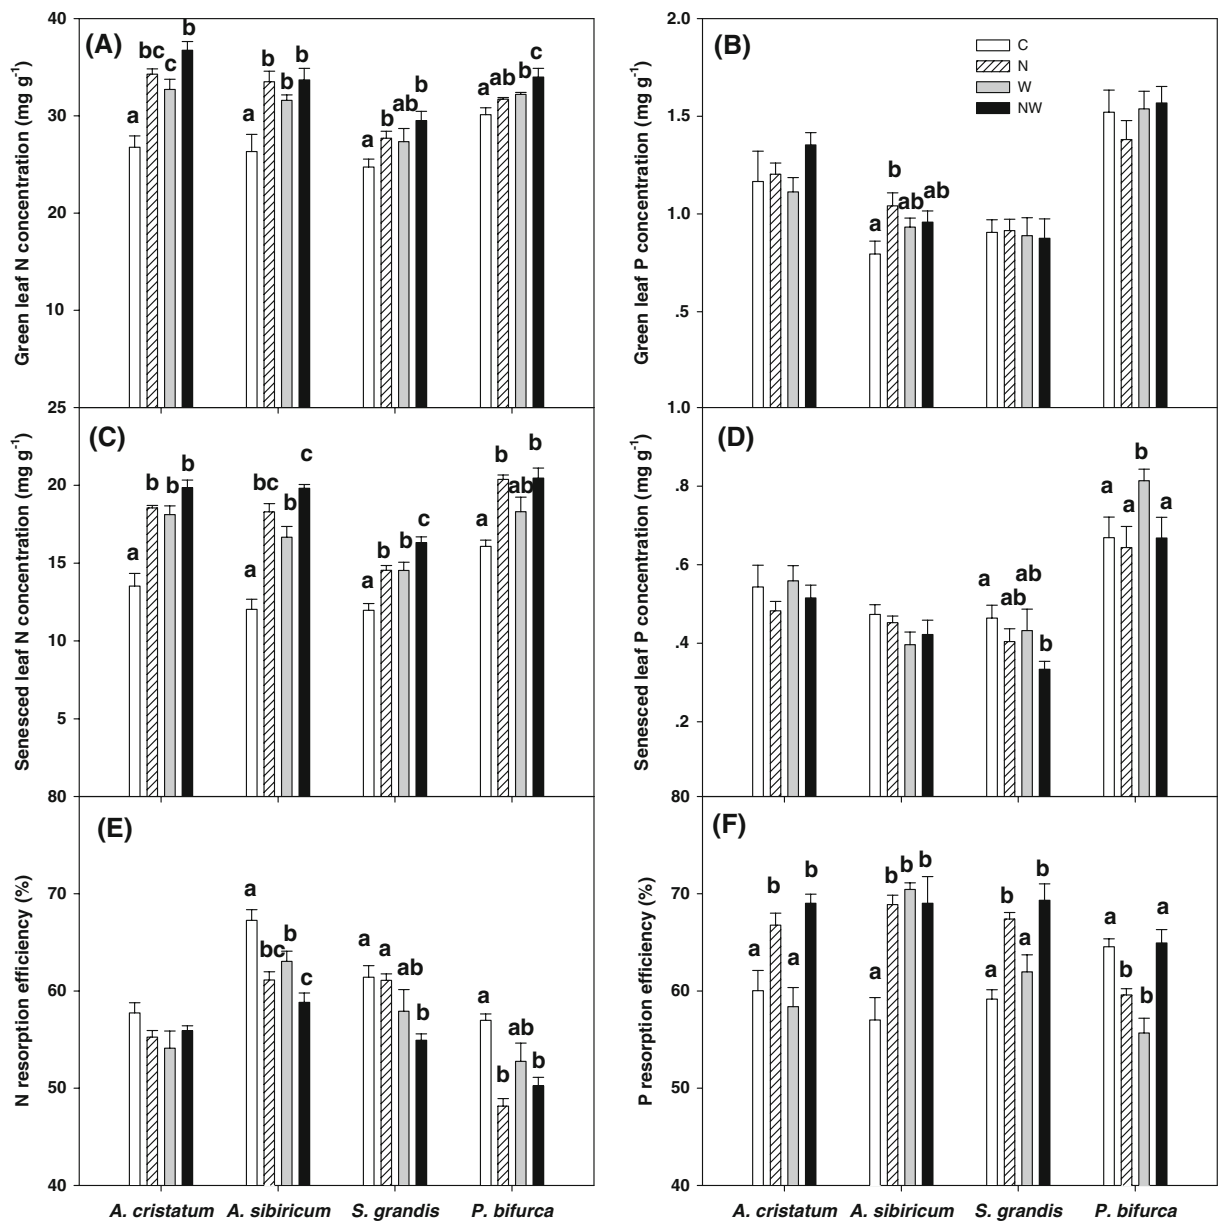 (A)
Green leaf N concentration (mg g-1)
40
30
20
10
25
a bc c b
a b b b
a b ab b
a ab b c
(B)
Green leaf P concentration (mg g-1)
2.0
1.5
1.0
.5
1.0
C
N
W
NW
a b ab ab
(C)
Senesced leaf N concentration (mg g-1)
20
15
10
5
80
a b b b
a bc b c
a b b c
a b ab b
(D)
Senesced leaf P concentration (mg g-1)
.8
.6
.4
.2
80
a ab ab b
a a b a
(E)
N resorption efficiency (%)
70
60
50
40
a bc b c
a a ab b
a b ab b
A. cristatum A. sibiricum S. grandis P. bifurca
(F)
P resorption efficiency (%)
70
60
50
40
a b a b
a b b b
a b a b
a b b a
A. cristatum A. sibiricum S. grandis P. bifurca